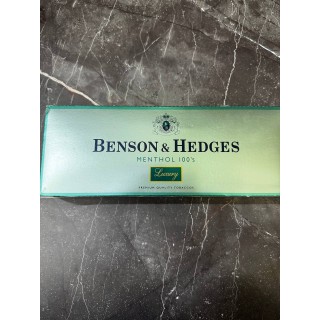 BENSON & HEDGES
MENTHOL 100's
Luxury
PREMIUM QUALITY TOBACCOS